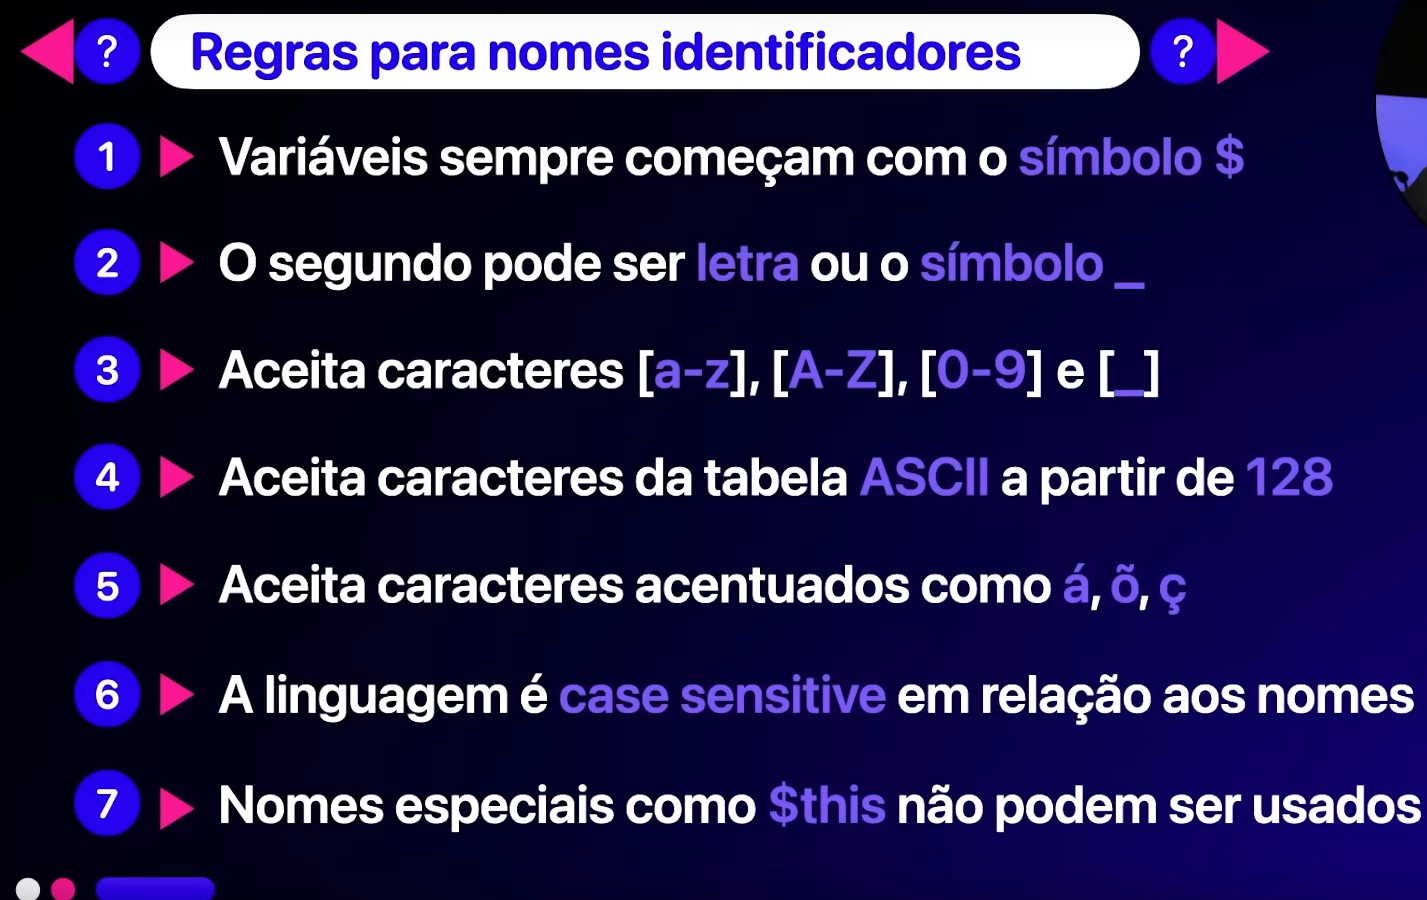 ? Regras para nomes identificadores ?
1 Variáveis sempre começam com o símbolo $
2 O segundo pode ser letra ou o símbolo _
3 Aceita caracteres [a-z], [A-Z], [0-9] e [_]
4 Aceita caracteres da tabela ASCII a partir de 128
5 Aceita caracteres acentuados como á, õ, ç
6 A linguagem é case sensitive em relação aos nomes
7 Nomes especiais como $this não podem ser usados